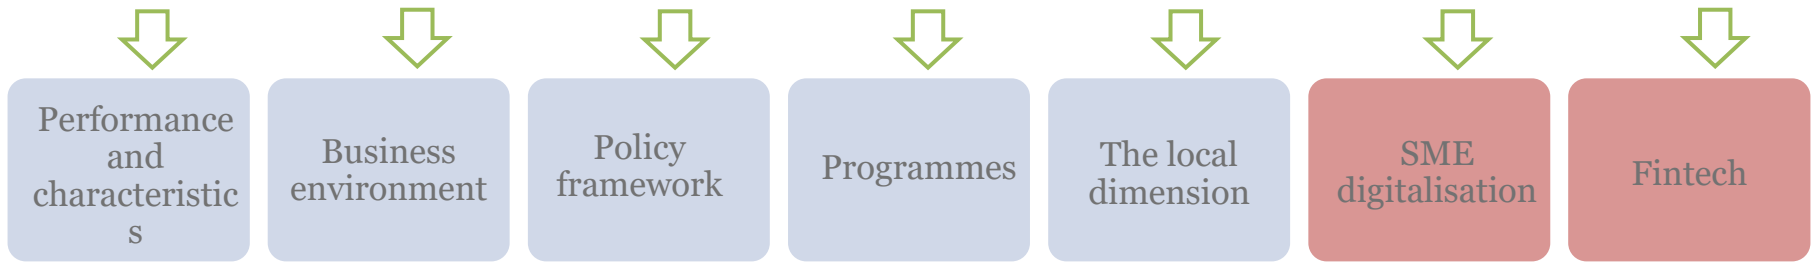 Performance
and
characteristic
s
Business
environment
Policy
framework
Programmes
The local
dimension
SME
digitalisation
Fintech